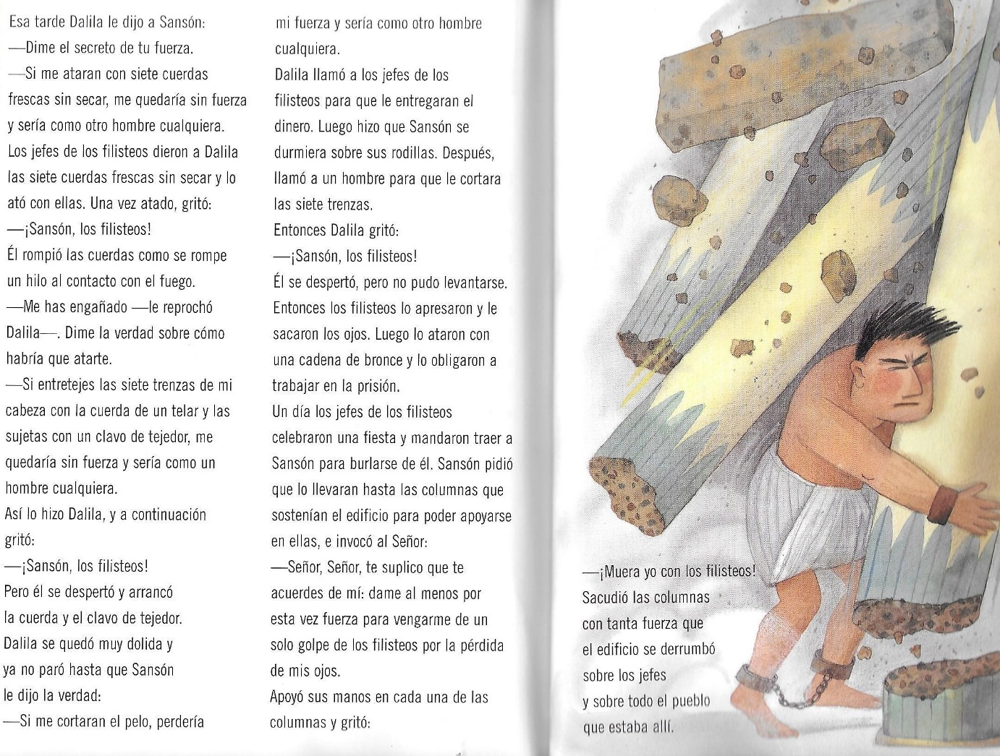 Esa tarde Dalila le dijo a Sansón:
—Dime el secreto de tu fuerza.
—Si me ataran con siete cuerdas
frescas sin secar, me quedaría sin fuerza
y sería como otro hombre cualquiera.
Los jefes de los filisteos dieron a Dalila
las siete cuerdas frescas sin secar y lo
ató con ellas. Una vez atado, gritó:
—¡Sansón, los filisteos!
Él rompió las cuerdas como se rompe
un hilo al contacto con el fuego.
—Me has engañado —le reprochó
Dalila—. Dime la verdad sobre cómo
habría que atarte.
—Si entretejes las siete trenzas de mi
cabeza con la cuerda de un telar y las
sujetas con un clavo de tejedor, me
quedaría sin fuerza y sería como un
hombre cualquiera.
Así lo hizo Dalila, y a continuación
gritó:
—¡Sansón, los filisteos!
Pero él se despertó y arrancó
la cuerda y el clavo de tejedor.
Dalila se quedó muy dolida y
ya no paró hasta que Sansón
le dijo la verdad:
—Si me cortaran el pelo, perdería
mi fuerza y sería como otro hombre
cualquiera.
Dalila llamó a los jefes de los
filisteos para que le entregaran el
dinero. Luego hizo que Sansón se
durmiera sobre sus rodillas. Después,
llamó a un hombre para que le cortara
las siete trenzas.
Entonces Dalila gritó:
—¡Sansón, los filisteos!
Él se despertó, pero no pudo levantarse.
Entonces los filisteos lo apresaron y le
sacaron los ojos. Luego lo ataron con
una cadena de bronce y lo obligaron a
trabajar en la prisión.
Un día los jefes de los filisteos
celebraron una fiesta y mandaron traer a
Sansón para burlarse de él. Sansón pidió
que lo llevaran hasta las columnas que
sostenían el edificio para poder apoyarse
en ellas, e invocó al Señor:
—Señor, Señor, te suplico que te
acuerdes de mí: dame al menos por
esta vez fuerza para vengarme de un
solo golpe de los filisteos por la pérdida
de mis ojos.
Apoyó sus manos en cada una de las
columnas y gritó:
—¡Muera yo con los filisteos!
Sacudió las columnas
con tanta fuerza que
el edificio se derrumbó
sobre los jefes
y sobre todo el pueblo
que estaba allí.